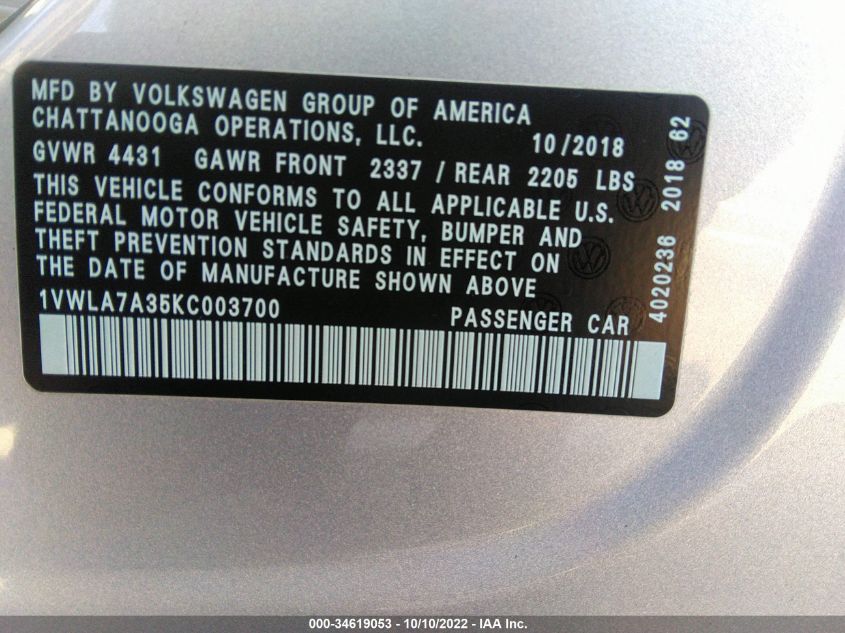 MFD BY VOLKSWAGEN GROUP OF AMERICA
CHATTANOOGA OPERATIONS, LLC. 10/2018
GVWR 4431 GAWR FRONT 2337 / REAR 2205 LBS
THIS VEHICLE CONFORMS TO ALL APPLICABLE U.S.
FEDERAL MOTOR VEHICLE SAFETY, BUMPER AND
THEFT PREVENTION STANDARDS IN EFFECT ON
THE DATE OF MANUFACTURE SHOWN ABOVE
1VWLA7A35KC003700 PASSENGER CAR
4020236 2018 62
000-34619053 - 10/10/2022 - IAA Inc.